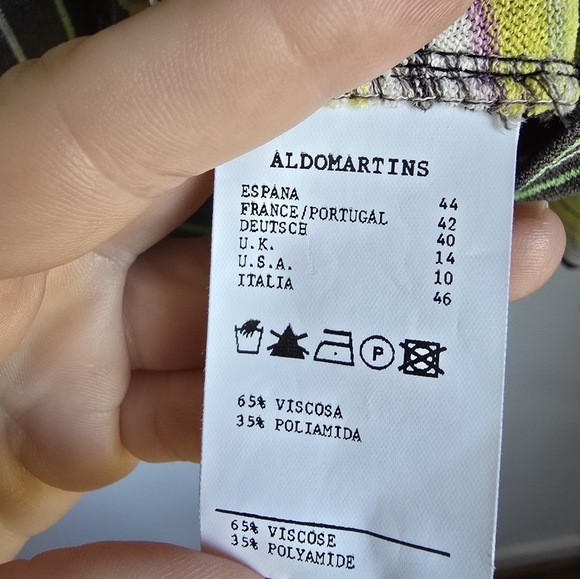 ALDOMARTINS
ESPANA 44
FRANCE/PORTUGAL 42
DEUTSCH 40
U.K. 14
U.S.A. 10
ITALIA 46
P
65% VISCOSA
35% POLIAMIDA
65% VISCOSE
35% POLYAMIDE